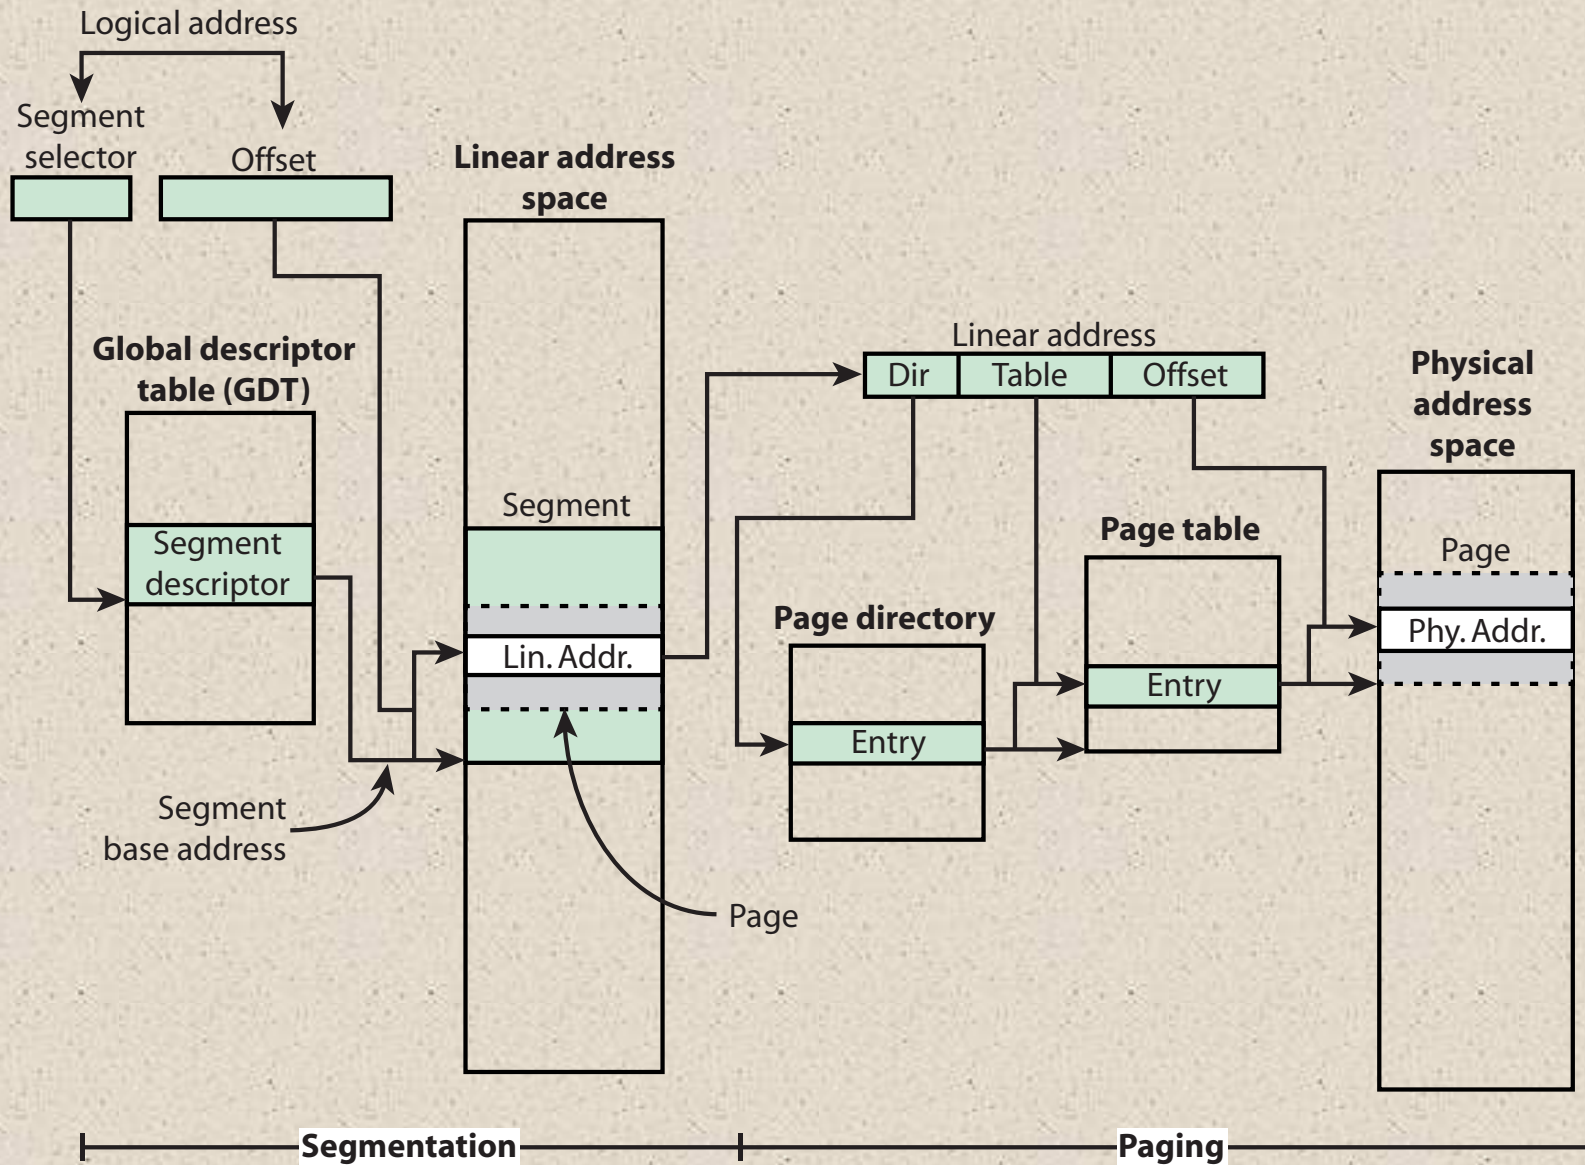 Logical address
Segment
selector
Offset
Linear address
space
Global descriptor
table (GDT)
Segment
descriptor
Segment
base address
Segment
Lin. Addr.
Page
Linear address
Dir
Table
Offset
Page directory
Entry
Page table
Entry
Physical
address
space
Page
Phy. Addr.
Segmentation
Paging